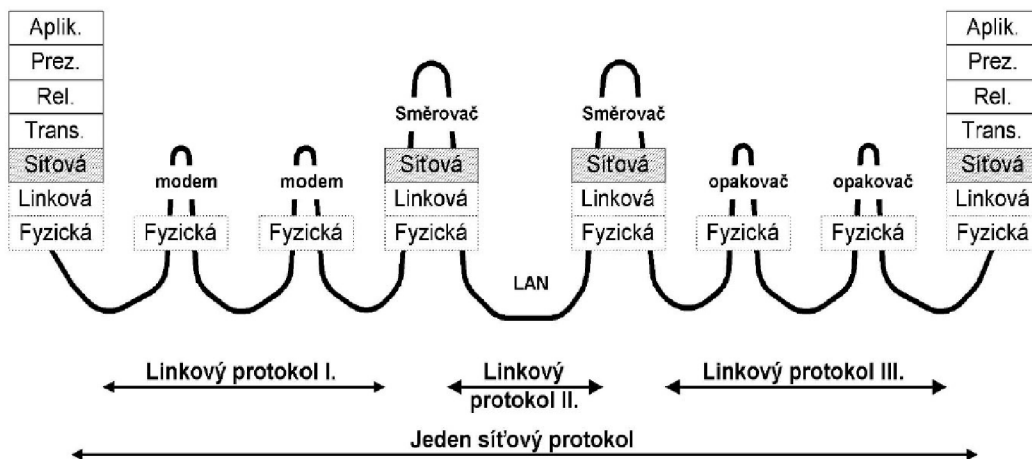 Aplik.
Prez.
Rel.
Trans.
Síťová
Linková
Fyzická
modem
Fyzická
modem
Fyzická
Směrovač
Síťová
Linková
Fyzická
LAN
Směrovač
Síťová
Linková
Fyzická
opakovač
Fyzická
opakovač
Fyzická
Aplik.
Prez.
Rel.
Trans.
Síťová
Linková
Fyzická
Linkový protokol I.
Linkový
protokol II.
Linkový protokol III.
Jeden síťový protokol